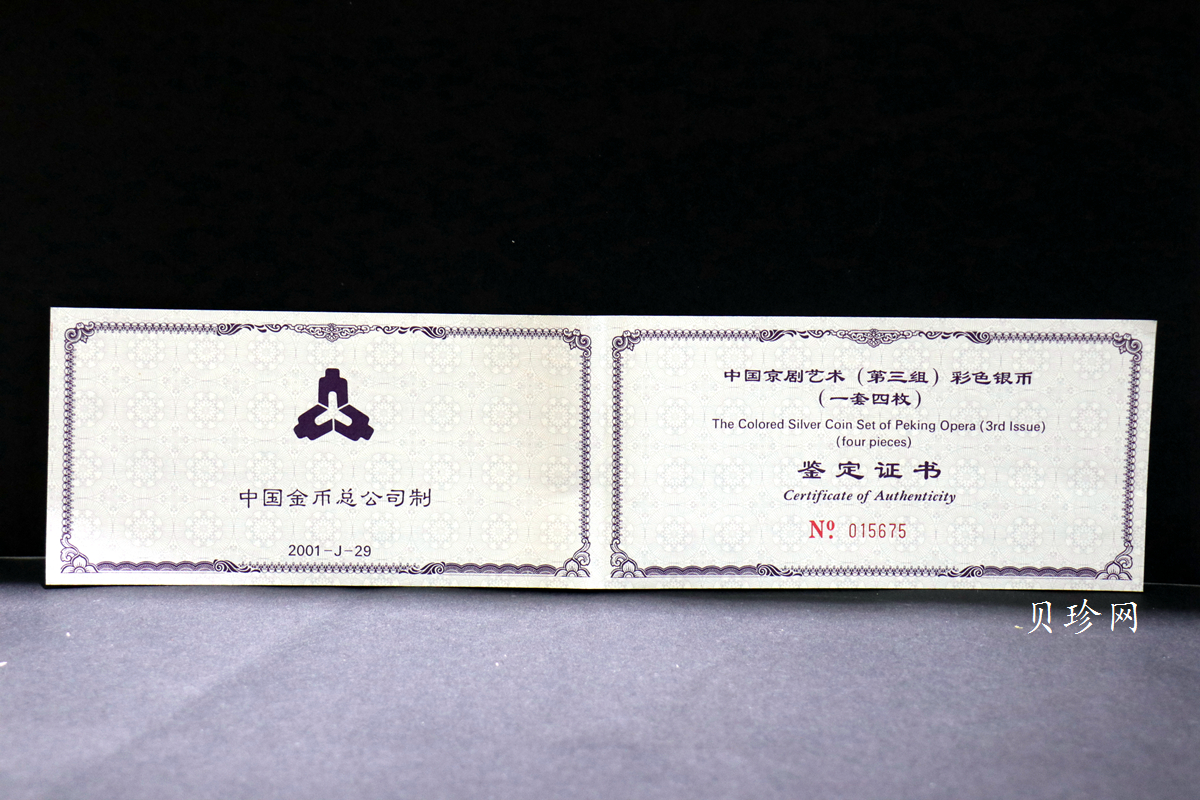 中国金币总公司制
2001-J-29
中国京剧艺术（第三组）彩色银币
（一套四枚）
The Colored Silver Coin Set of Peking Opera (3rd Issue)
(four pieces)
鉴定证书
Certificate of Authenticity
Nº 015675
贝珍网